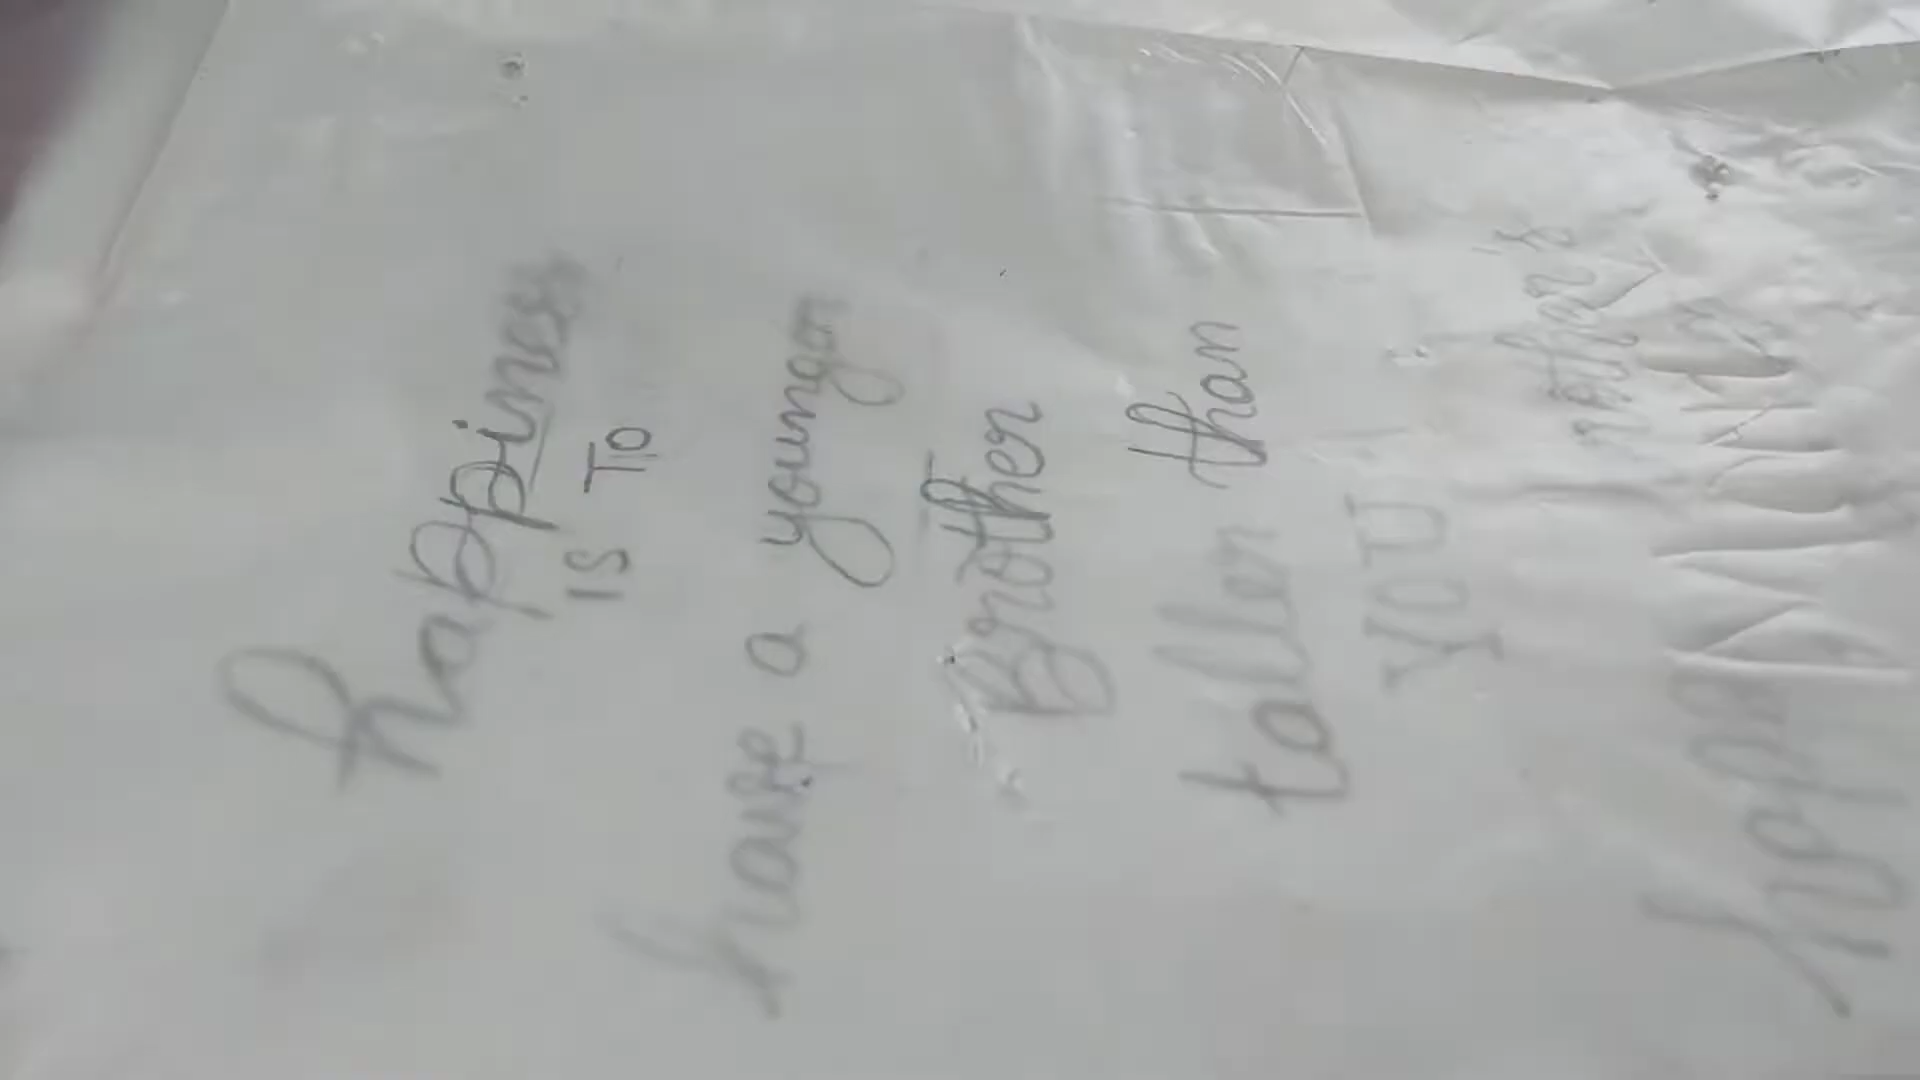 happiness
IS TO
have a younger
Brother
taller than
YOU